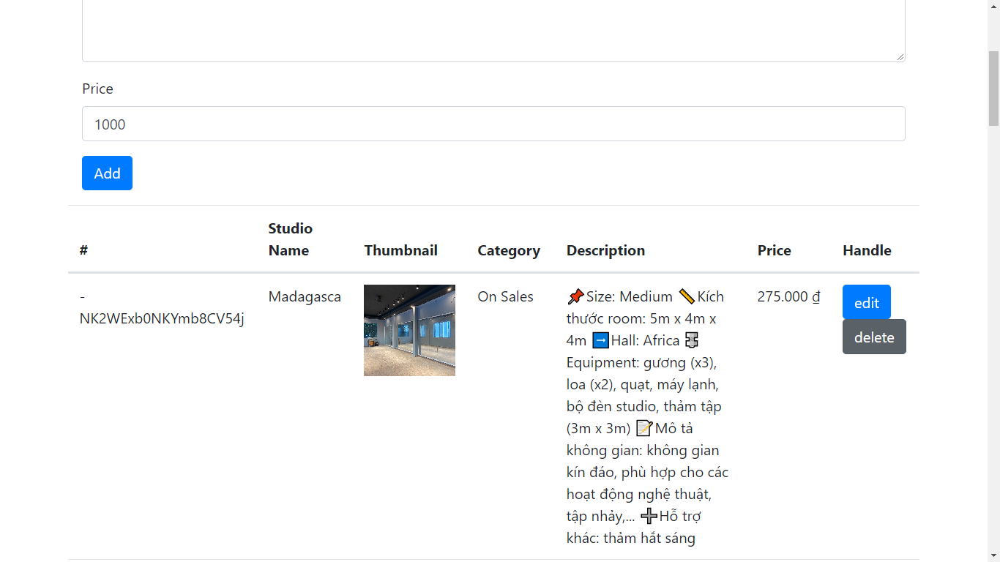 Price
1000
Add
# Studio Name Thumbnail Category Description Price Handle
-
NK2WExb0NKYmb8CV54j
Madagasca
On Sales
📌Size: Medium 📏Kích
thước room: 5m x 4m x
4m ➡️Hall: Africa 🗜️
Equipment: gương (x3),
loa (x2), quạt, máy lạnh,
bộ đèn studio, thảm tập
(3m x 3m) 📝Mô tả
không gian: không gian
kín đáo, phù hợp cho các
hoạt động nghệ thuật,
tập nhảy,... ➕Hỗ trợ
khác: thảm hắt sáng
275.000 ₫
edit
delete